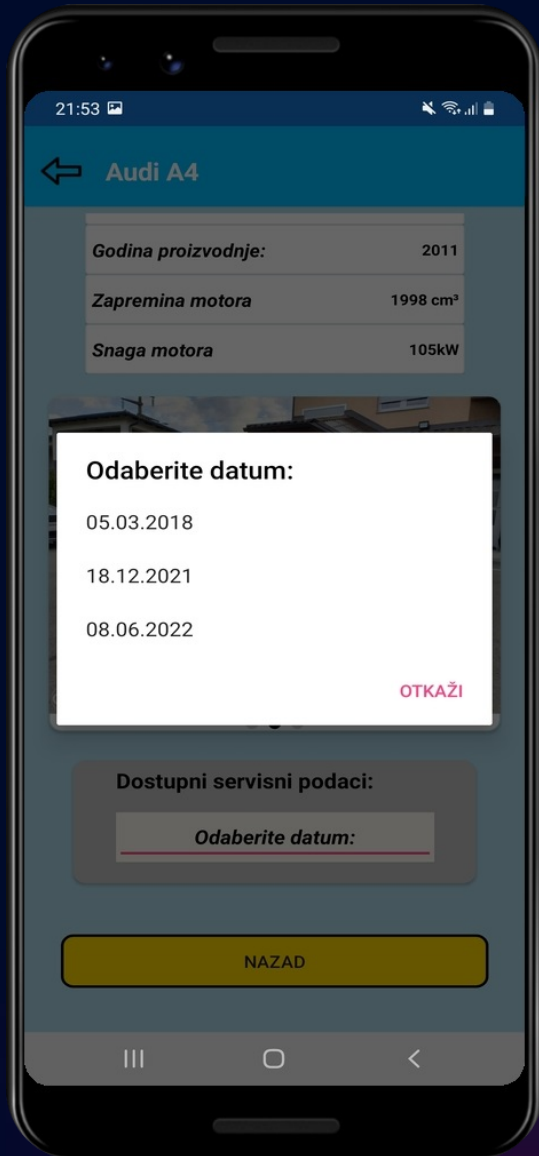 21:53
Audi A4
Godina proizvodnje: 2011
Zapremina motora 1998 cm³
Snaga motora 105kW
Odaberite datum:
05.03.2018
18.12.2021
08.06.2022
OTKAŽI
Dostupni servisni podaci:
Odaberite datum:
NAZAD